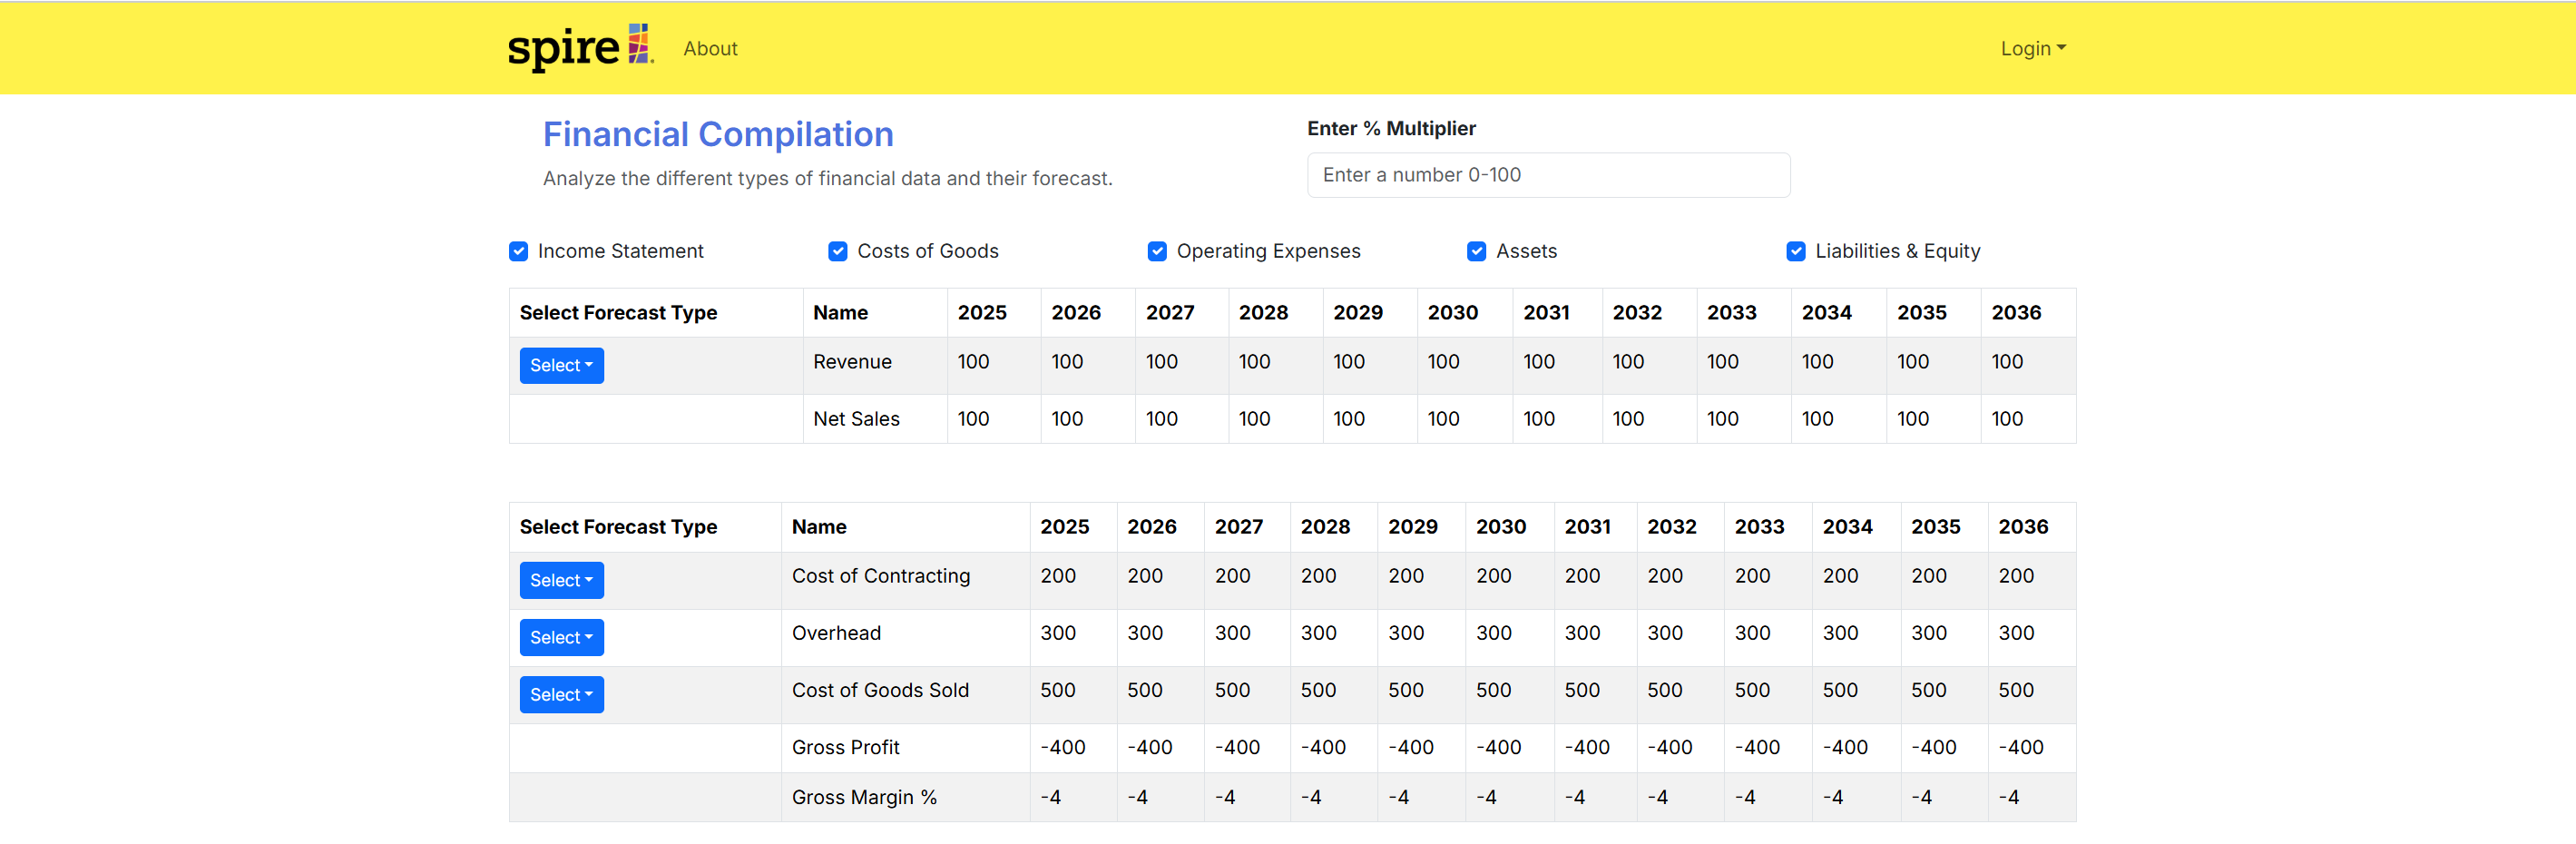 spire About Login
Financial Compilation
Enter % Multiplier
Analyze the different types of financial data and their forecast.
Enter a number 0-100
Income Statement Costs of Goods Operating Expenses Assets Liabilities & Equity
Select Forecast Type Name 2025 2026 2027 2028 2029 2030 2031 2032 2033 2034 2035 2036
Select Revenue 100 100 100 100 100 100 100 100 100 100 100 100
Net Sales 100 100 100 100 100 100 100 100 100 100 100 100
Select Forecast Type Name 2025 2026 2027 2028 2029 2030 2031 2032 2033 2034 2035 2036
Select Cost of Contracting 200 200 200 200 200 200 200 200 200 200 200 200
Select Overhead 300 300 300 300 300 300 300 300 300 300 300 300
Select Cost of Goods Sold 500 500 500 500 500 500 500 500 500 500 500 500
Gross Profit -400 -400 -400 -400 -400 -400 -400 -400 -400 -400 -400 -400
Gross Margin % -4 -4 -4 -4 -4 -4 -4 -4 -4 -4 -4 -4